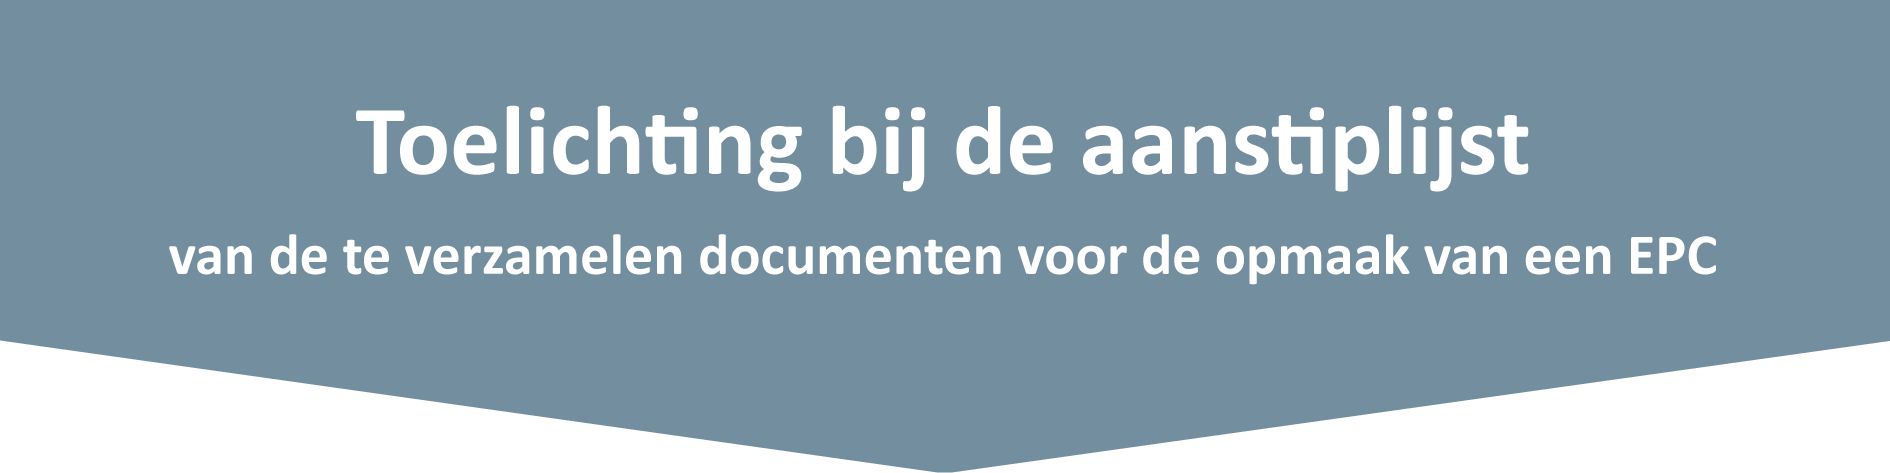 Toelichting bij de aanstiplijst
van de te verzamelen documenten voor de opmaak van een EPC